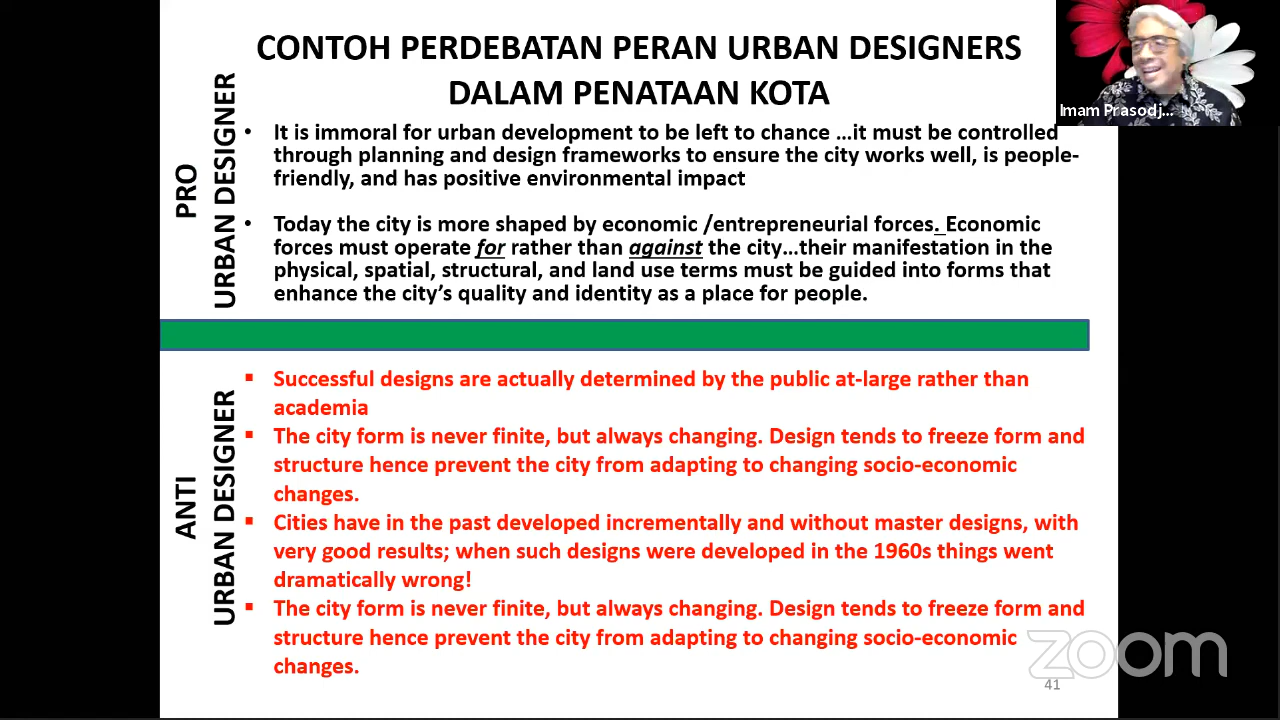 CONTOH PERDEBATAN PERAN URBAN DESIGNERS
DALAM PENATAAN KOTA
Imam Prasodj...
PRO
URBAN DESIGNER
• It is immoral for urban development to be left to chance ...it must be controlled
through planning and design frameworks to ensure the city works well, is people-
friendly, and has positive environmental impact
• Today the city is more shaped by economic /entrepreneurial forces. Economic
forces must operate for rather than against the city...their manifestation in the
physical, spatial, structural, and land use terms must be guided into forms that
enhance the city's quality and identity as a place for people.
ANTI
URBAN DESIGNER
▪ Successful designs are actually determined by the public at-large rather than
academia
▪ The city form is never finite, but always changing. Design tends to freeze form and
structure hence prevent the city from adapting to changing socio-economic
changes.
▪ Cities have in the past developed incrementally and without master designs, with
very good results; when such designs were developed in the 1960s things went
dramatically wrong!
▪ The city form is never finite, but always changing. Design tends to freeze form and
structure hence prevent the city from adapting to changing socio-economic
changes.
zoom
41